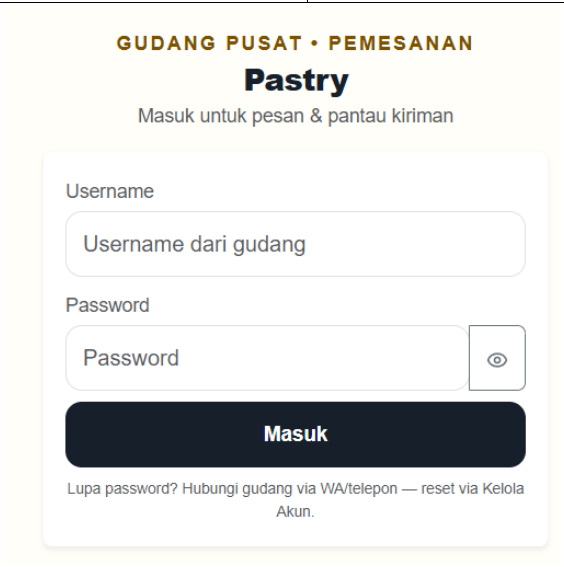 GUDANG PUSAT • PEMESANAN
Pastry
Masuk untuk pesan & pantau kiriman
Username
Username dari gudang
Password
Password
Masuk
Lupa password? Hubungi gudang via WA/telepon — reset via Kelola
Akun.